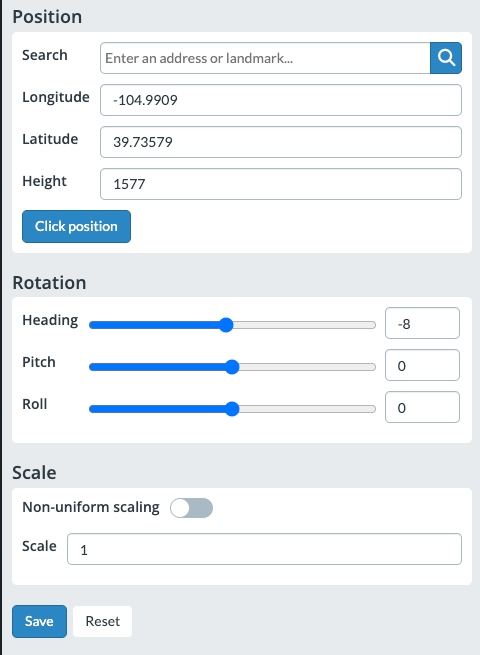 Position
Search Enter an address or landmark...
Longitude -104.9909
Latitude 39.73579
Height 1577
Click position
Rotation
Heading -8
Pitch 0
Roll 0
Scale
Non-uniform scaling
Scale 1
Save Reset